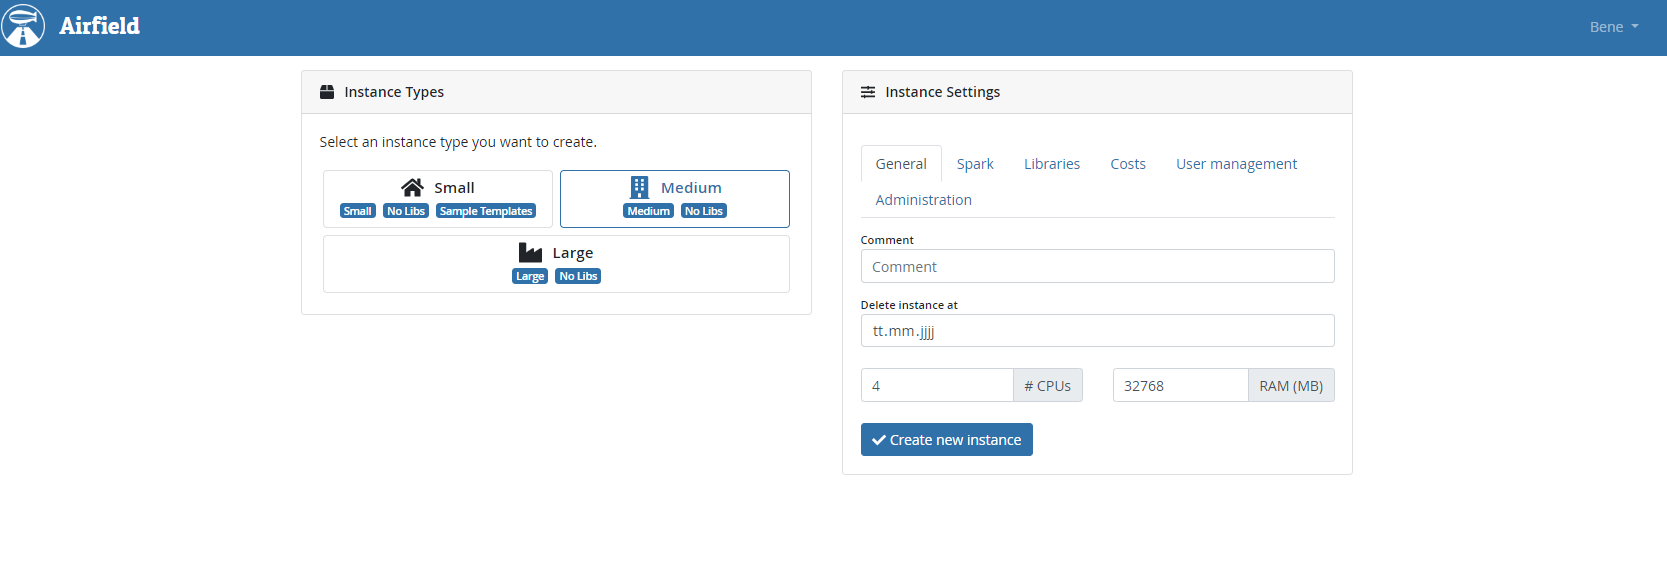 Airfield
Bene
Instance Types
Select an instance type you want to create.
Small
Small No Libs Sample Templates
Medium
Medium No Libs
Large
Large No Libs
Instance Settings
General Spark Libraries Costs User management
Administration
Comment
Comment
Delete instance at
tt.mm.jjjj
4 # CPUs 32768 RAM (MB)
Create new instance